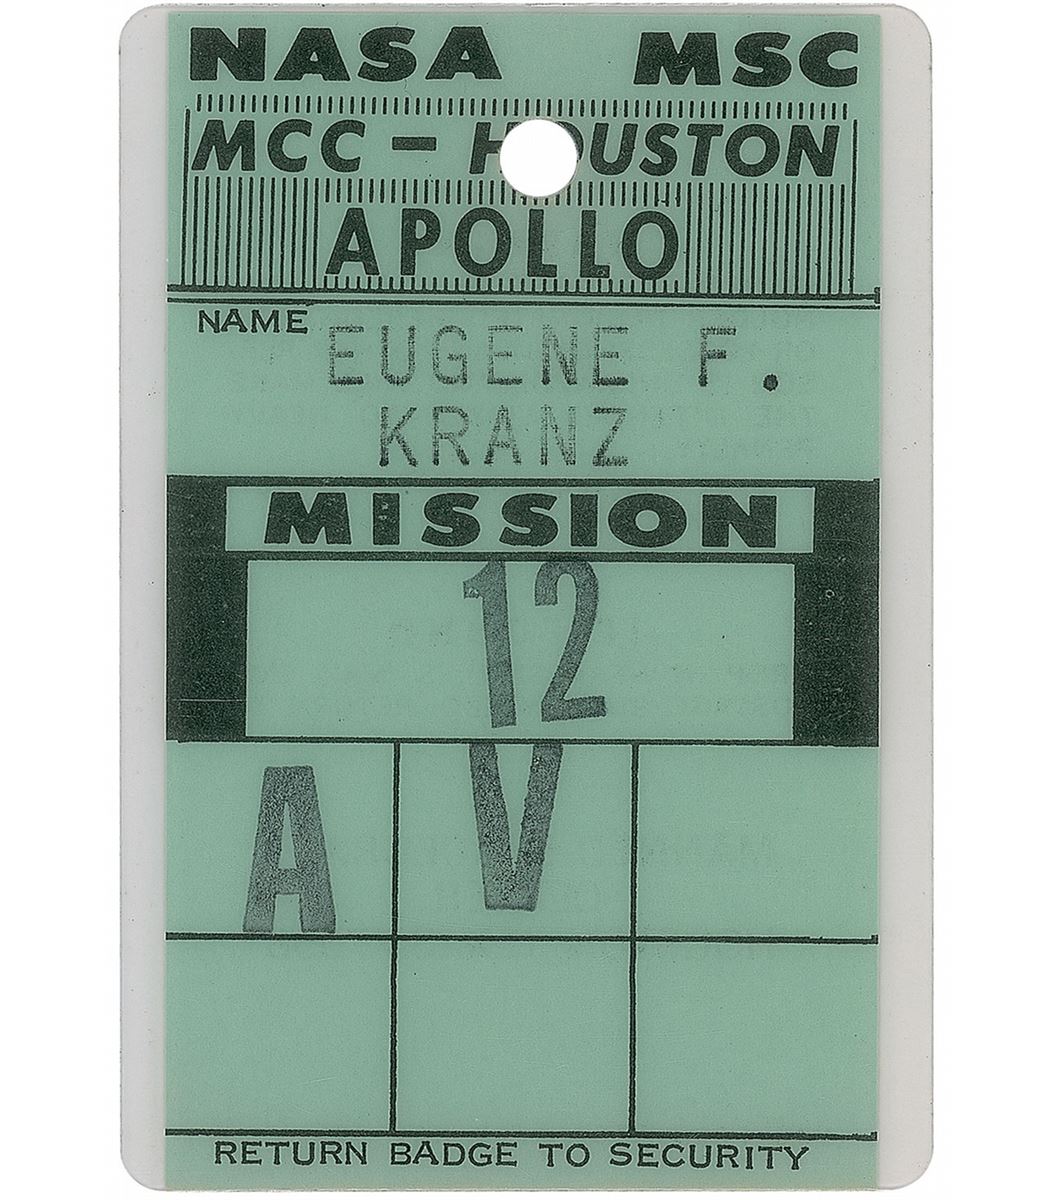 NASA MSC
MCC - HOUSTON
APOLLO
NAME EUGENE F.
KRANZ
MISSION
12
A V
RETURN BADGE TO SECURITY